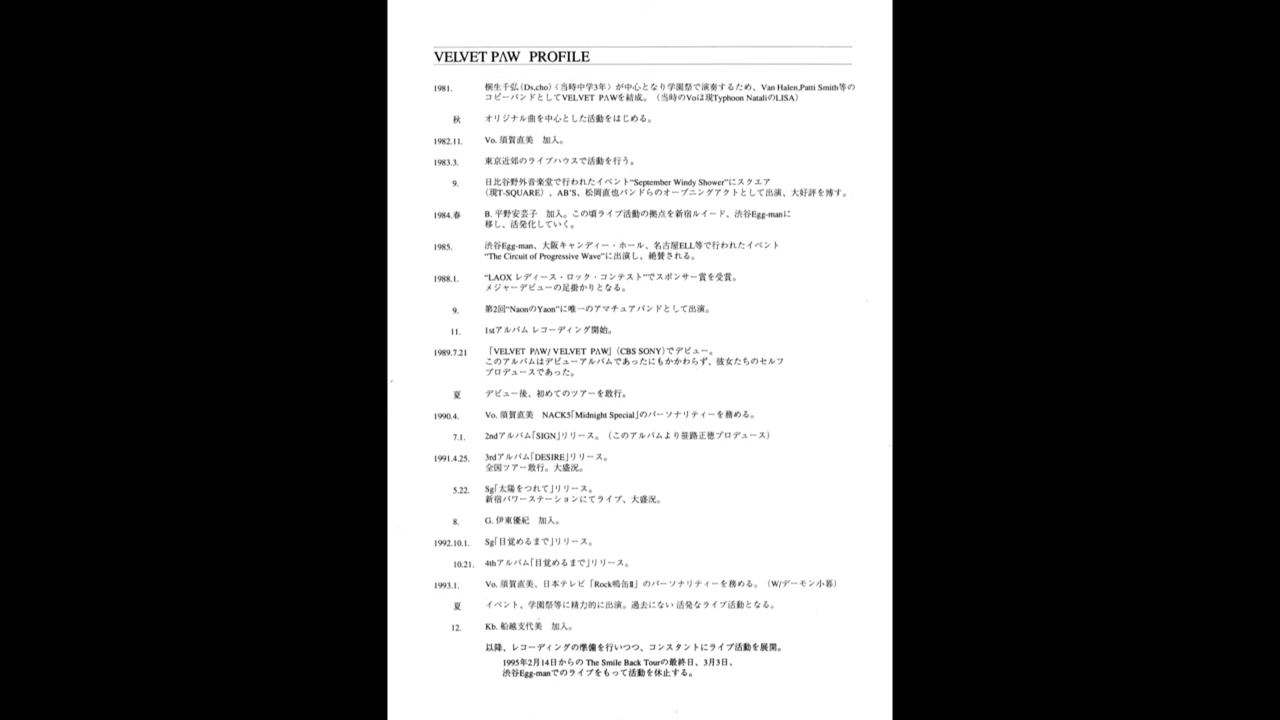 VELVET PΛW PROFILE
1981. 桐生千弘(Ds,cho)〈当時中学3年〉が中心となり学園祭で演奏するため、Van Halen,Patti Smith等の
コピーバンドとしてVELVET PΛWを結成。(当時のVoは現Typhoon NataliのLISA)
秋 オリジナル曲を中心とした活動をはじめる。
1982.11. Vo. 須賀直美 加入。
1983.3. 東京近郊のライブハウスで活動を行う。
9. 日比谷野外音楽堂で行われたイベント“September Windy Shower”にスクエア
(現T-SQUARE)、AB'S、松岡直也バンドらのオープニングアクトとして出演、大好評を博す。
1984.春 B. 平野安芸子 加入。この頃ライブ活動の拠点を新宿ルイード、渋谷Egg-manに
移し、活発化していく。
1985. 渋谷Egg-man、大阪キャンディー・ホール、名古屋ELL等で行われたイベント
“The Circuit of Progressive Wave”に出演し、絶賛される。
1988.1. “LAOX レディース・ロック・コンテスト”でスポンサー賞を受賞。
メジャーデビューの足掛かりとなる。
9. 第2回“NaonのYaon”に唯一のアマチュアバンドとして出演。
11. 1stアルバム レコーディング開始。
1989.7.21 「VELVET PΛW/ VELVET PΛW」(CBS SONY)でデビュー。
このアルバムはデビューアルバムであったにもかかわらず、彼女たちのセルフ
プロデュースであった。
夏 デビュー後、初めてのツアーを敢行。
1990.4. Vo. 須賀直美 NACK5「Midnight Special」のパーソナリティーを務める。
7.1. 2ndアルバム「SIGN」リリース。(このアルバムより笹路正徳プロデュース)
1991.4.25. 3rdアルバム「DESIRE」リリース。
全国ツアー敢行。大盛況。
5.22. Sg「太陽をつれて」リリース。
新宿パワーステーションにてライブ、大盛況。
8. G. 伊東優紀 加入。
1992.10.1. Sg「目覚めるまで」リリース。
10.21. 4thアルバム「目覚めるまで」リリース。
1993.1. Vo. 須賀直美、日本テレビ「Rock鳴缶Ⅱ」のパーソナリティーを務める。(W/デーモン小暮)
夏 イベント、学園祭等に精力的に出演。過去にない 活発なライブ活動となる。
12. Kb. 船越支代美 加入。
以降、レコーディングの準備を行いつつ、コンスタントにライブ活動を展開。
1995年2月14日からの The Smile Back Tourの最終日、3月3日、
渋谷Egg-manでのライブをもって活動を休止する。